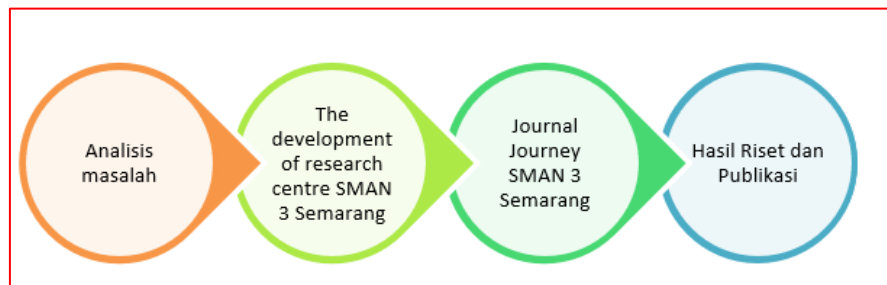 Analisis
masalah
The
development
of research
centre SMAN
3 Semarang
Journal
Journey
SMAN 3
Semarang
Hasil Riset dan
Publikasi